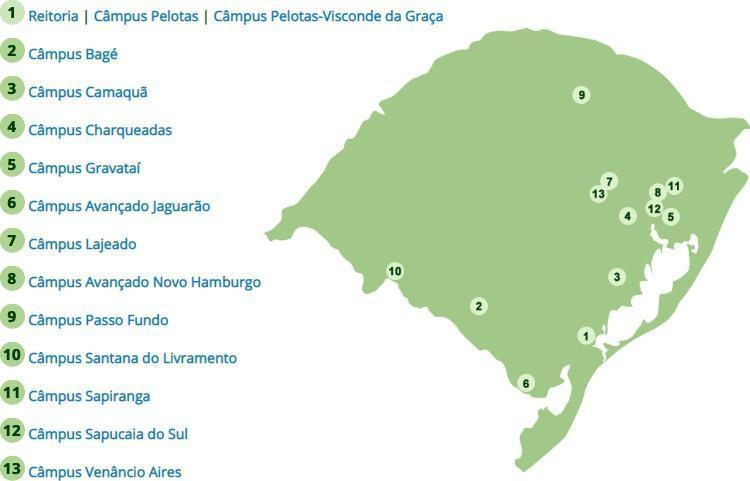 1 Reitoria | Câmpus Pelotas | Câmpus Pelotas-Visconde da Graça
2 Câmpus Bagé
3 Câmpus Camaquã
4 Câmpus Charqueadas
5 Câmpus Gravataí
6 Câmpus Avançado Jaguarão
7 Câmpus Lajeado
8 Câmpus Avançado Novo Hamburgo
9 Câmpus Passo Fundo
10 Câmpus Santana do Livramento
11 Câmpus Sapiranga
12 Câmpus Sapucaia do Sul
13 Câmpus Venâncio Aires
9
7
13
8
11
12
4
5
10
3
2
1
6